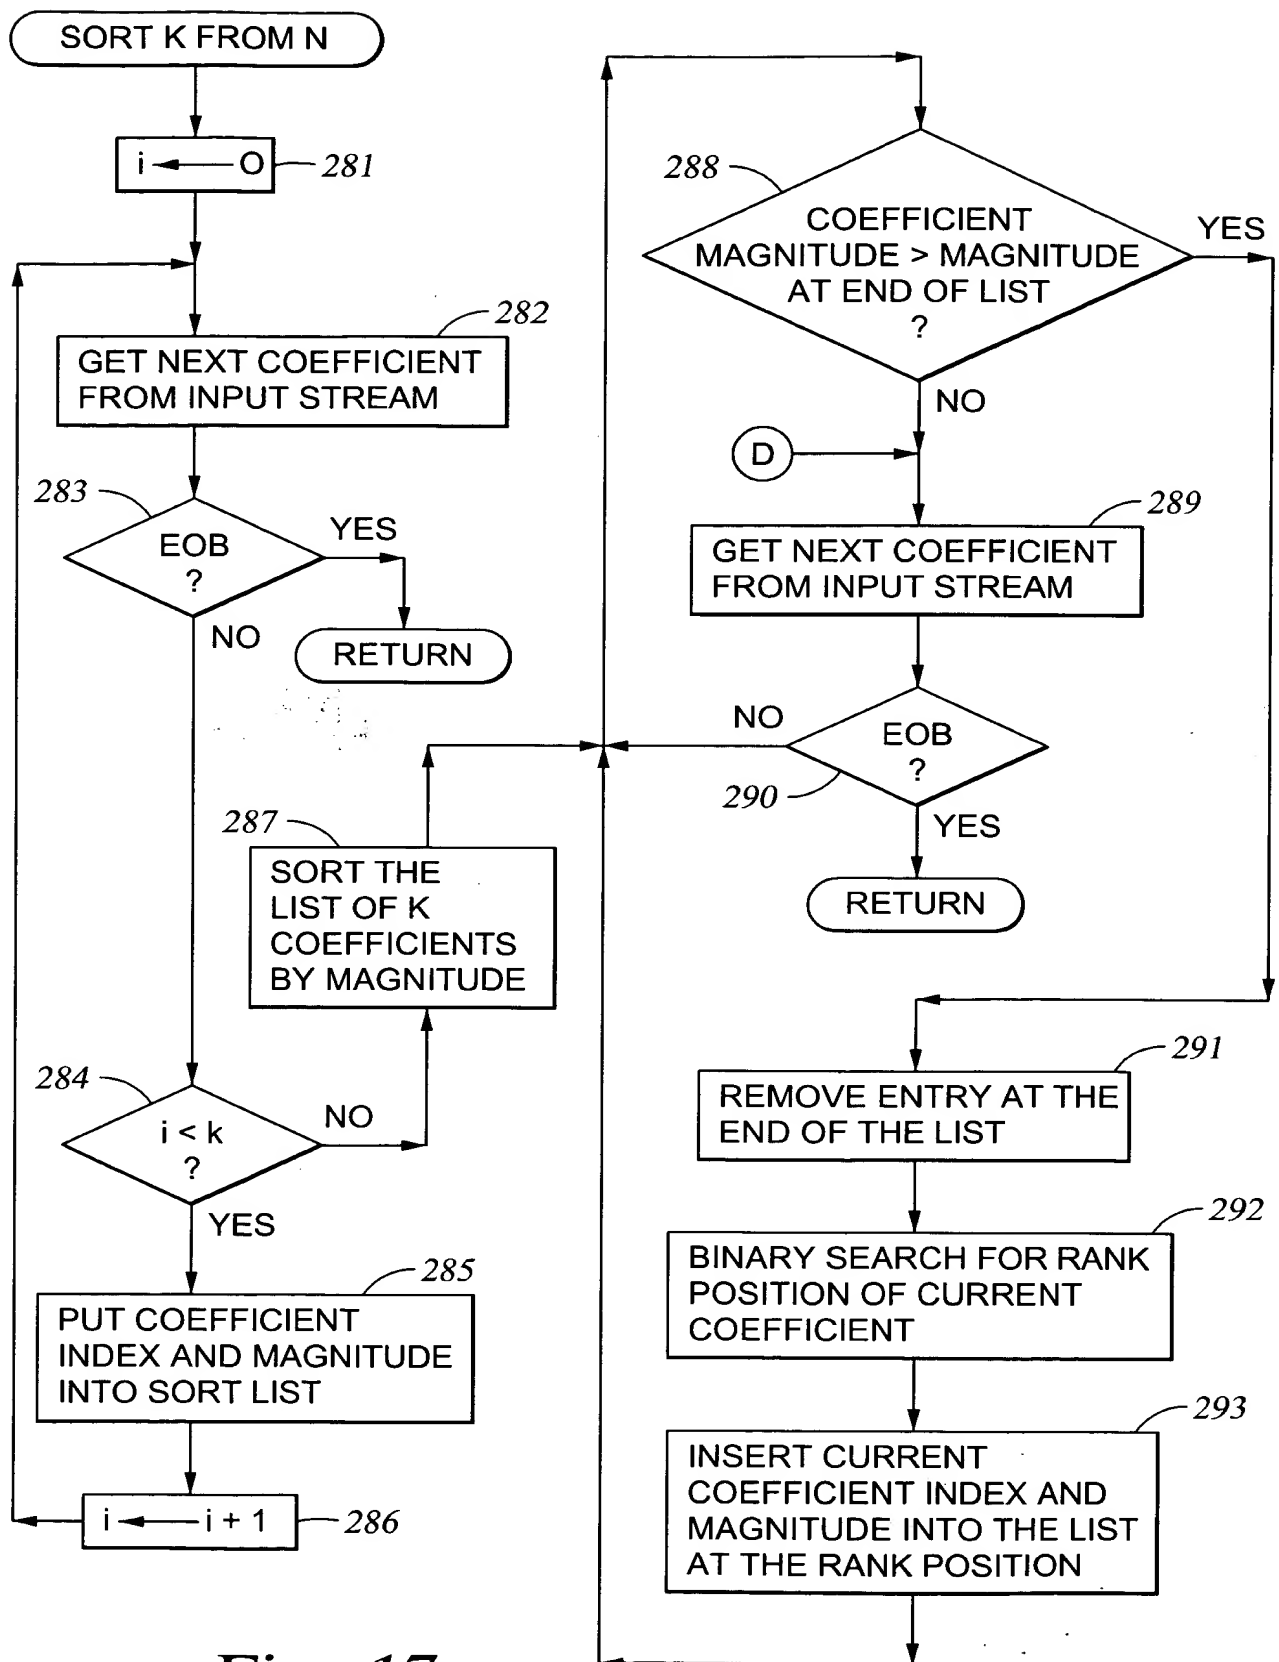 SORT K FROM N
i ← O
281
GET NEXT COEFFICIENT
FROM INPUT STREAM
282
283
EOB
?
YES
RETURN
NO
287
SORT THE
LIST OF K
COEFFICIENTS
BY MAGNITUDE
284
i < k
?
NO
YES
285
PUT COEFFICIENT
INDEX AND MAGNITUDE
INTO SORT LIST
i ← i + 1
286
288
COEFFICIENT
MAGNITUDE > MAGNITUDE
AT END OF LIST
?
YES
NO
D
289
GET NEXT COEFFICIENT
FROM INPUT STREAM
NO
EOB
?
290
YES
RETURN
291
REMOVE ENTRY AT THE
END OF THE LIST
292
BINARY SEARCH FOR RANK
POSITION OF CURRENT
COEFFICIENT
293
INSERT CURRENT
COEFFICIENT INDEX AND
MAGNITUDE INTO THE LIST
AT THE RANK POSITION